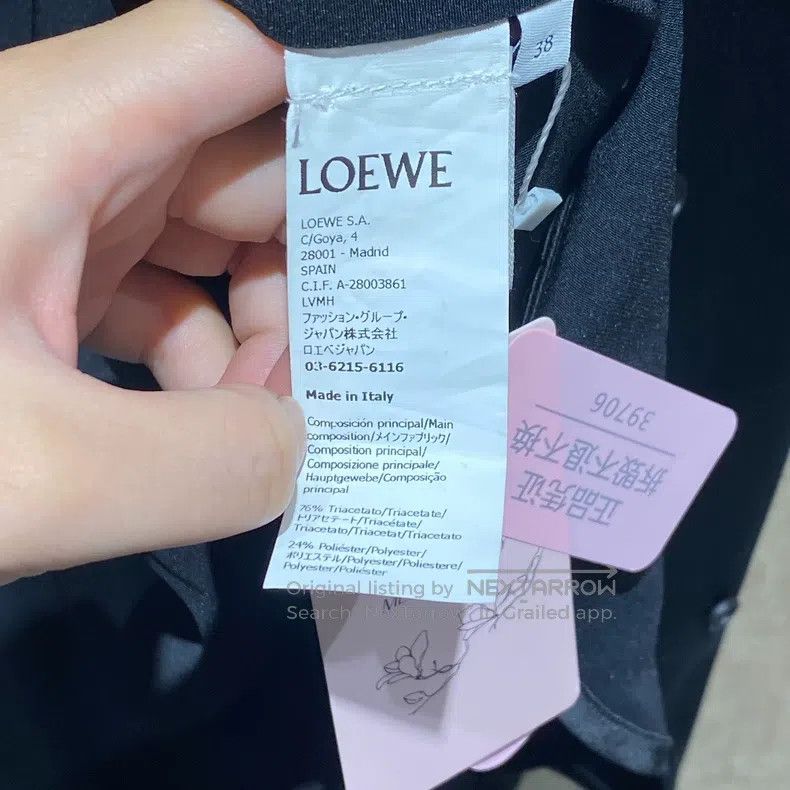 38
LOEWE
LOEWE S.A.
C/Goya, 4
28001 - Madrid
SPAIN
C.I.F. A-28003861
LVMH
ファッション・グループ・
ジャパン株式会社
ロエベジャパン
03-6215-6116
Made in Italy
Composición principal/Main
composition/メインファブリック/
Composition principal/
Composizione principale/
Hauptgewebe/Composição
principal
76% Triacetato/Triacetate/
トリアセテート/Triacétate/
Triacetato/Triacetat/Triacetato
24% Poliéster/Polyester/
ポリエステル/Polyester/Poliestere/
Polyester/Poliéster
39706
拆毁不退不换
正品凭证
Original listing by NEXTARROW
Search "Nextarrow" in Grailed app.